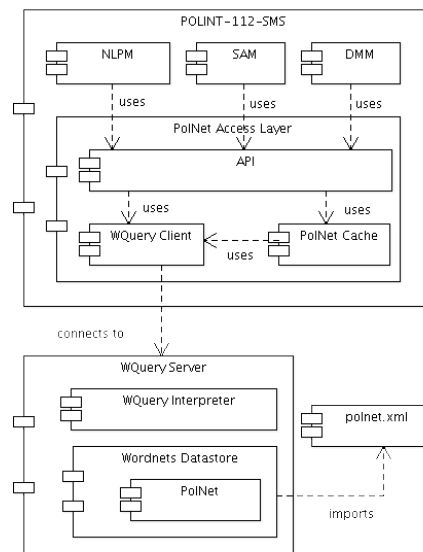 POLINT-112-SMS
NLPM
SAM
DMM
uses
uses
uses
PolNet Access Layer
API
uses
uses
WQuery Client
PolNet Cache
uses
connects to
WQuery Server
WQuery Interpreter
polnet.xml
Wordnets Datastore
PolNet
imports